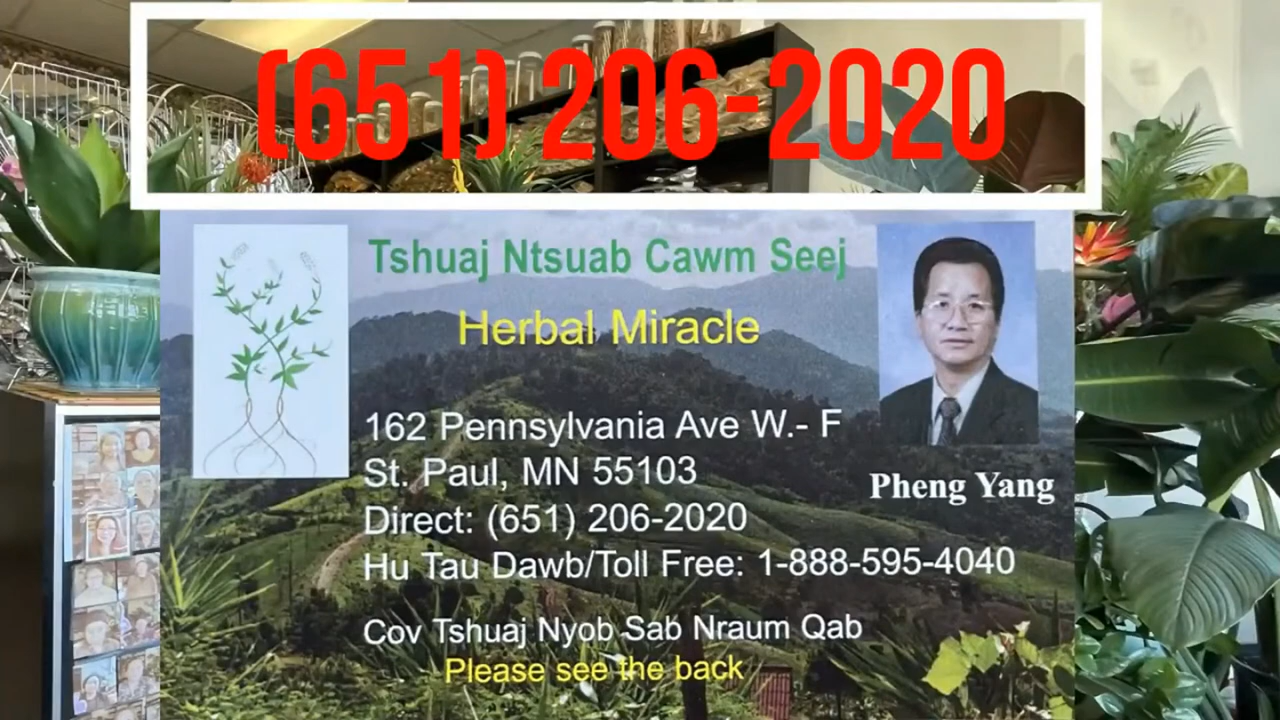 (651) 206-2020
Tshuaj Ntsuab Cawm Seej
Herbal Miracle
162 Pennsylvania Ave W.- F
St. Paul, MN 55103
Pheng Yang
Direct: (651) 206-2020
Hu Tau Dawb/Toll Free: 1-888-595-4040
Cov Tshuaj Nyob Sab Nraum Qab
Please see the back